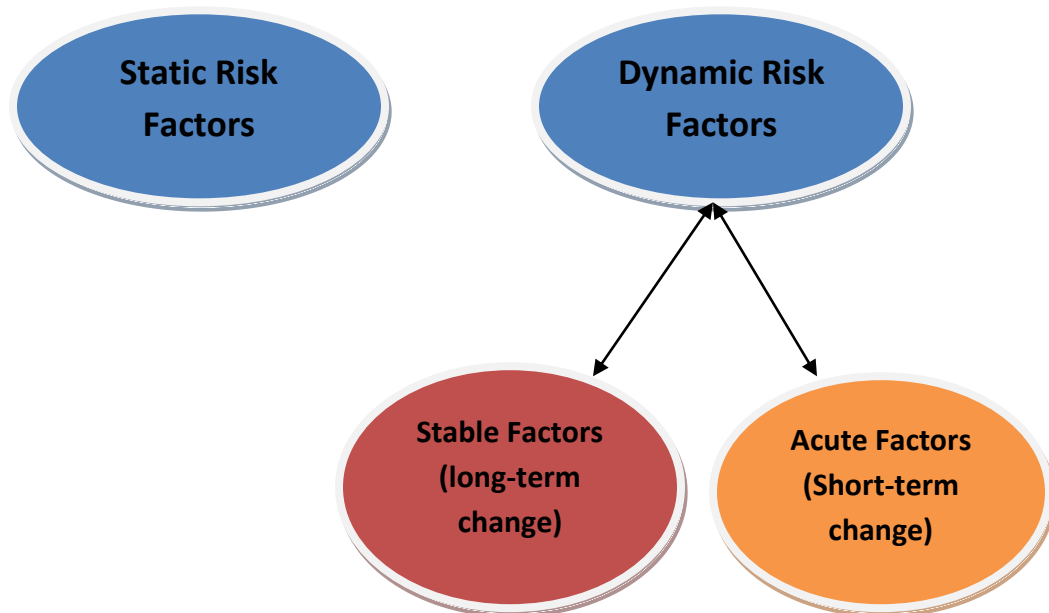 Static Risk
Factors
Dynamic Risk
Factors
Stable Factors
(long-term
change)
Acute Factors
(Short-term
change)